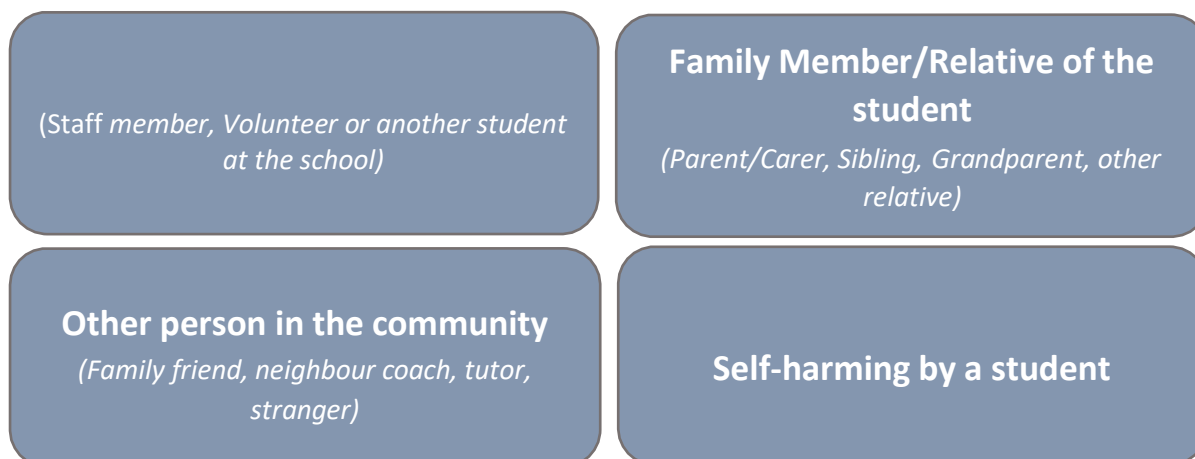 (Staff member, Volunteer or another student
at the school)
Family Member/Relative of the
student
(Parent/Carer, Sibling, Grandparent, other
relative)
Other person in the community
(Family friend, neighbour coach, tutor,
stranger)
Self-harming by a student